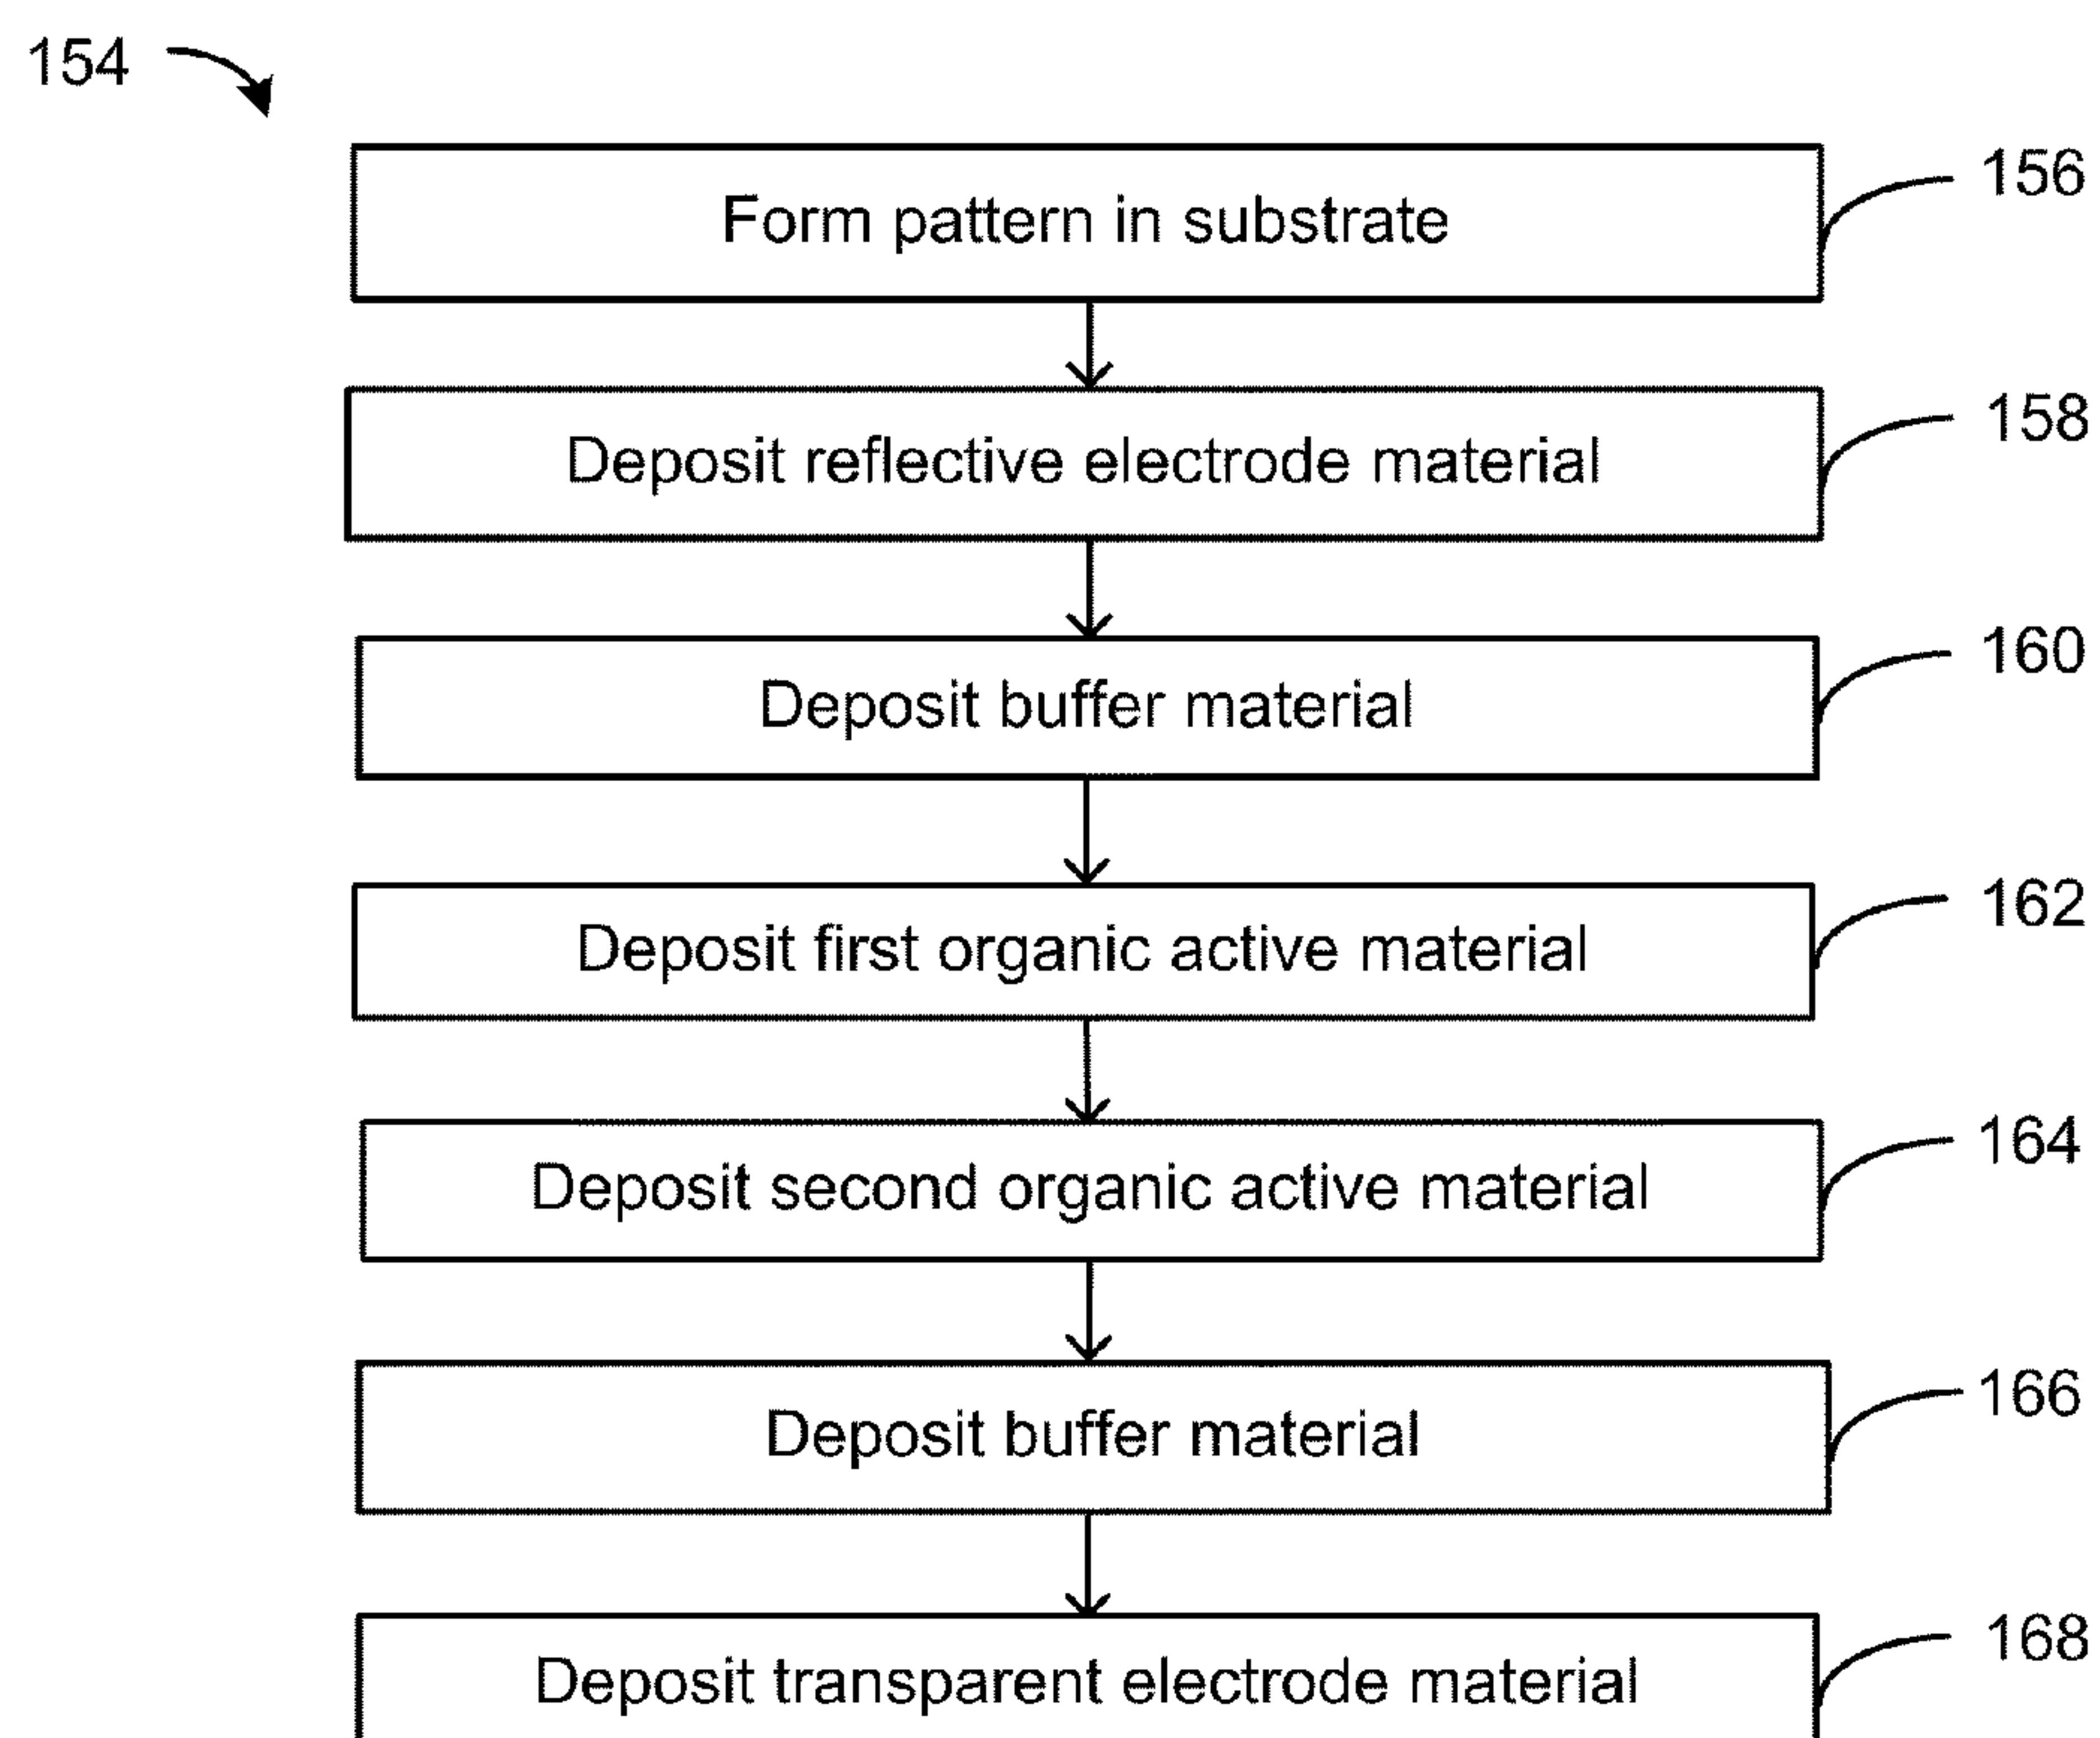 154
Form pattern in substrate
156
Deposit reflective electrode material
158
Deposit buffer material
160
Deposit first organic active material
162
Deposit second organic active material
164
Deposit buffer material
166
Deposit transparent electrode material
168